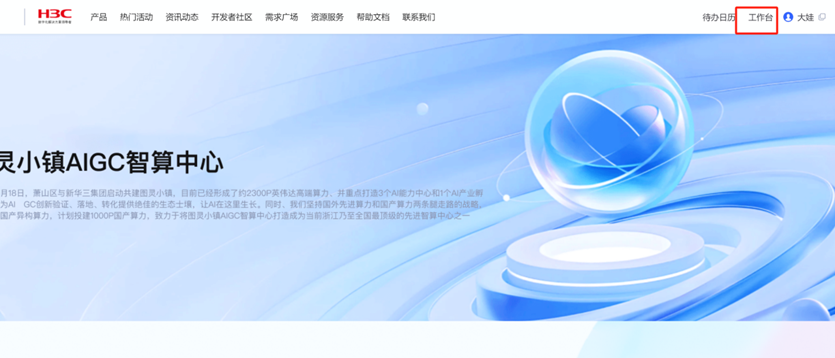 H3C
产品 热门活动 资讯动态 开发者社区 需求广场 资源服务 帮助文档 联系我们
待办日历 工作台 大娃
灵小镇AIGC智算中心
月18日，萧山区与新华三集团启动共建图灵小镇，目前已经形成了约2300P英伟达高端算力、并重点打造3个AI能力中心和1个AI产业孵
为AI GC创新验证、落地、转化提供绝佳的生态土壤，让AI在这里生长。同时，我们坚持国外先进算力和国产算力两条腿走路的战略，
国产异构算力，计划投建1000P国产算力，致力于将图灵小镇AIGC智算中心打造成为当前浙江乃至全国最顶级的先进智算中心之一